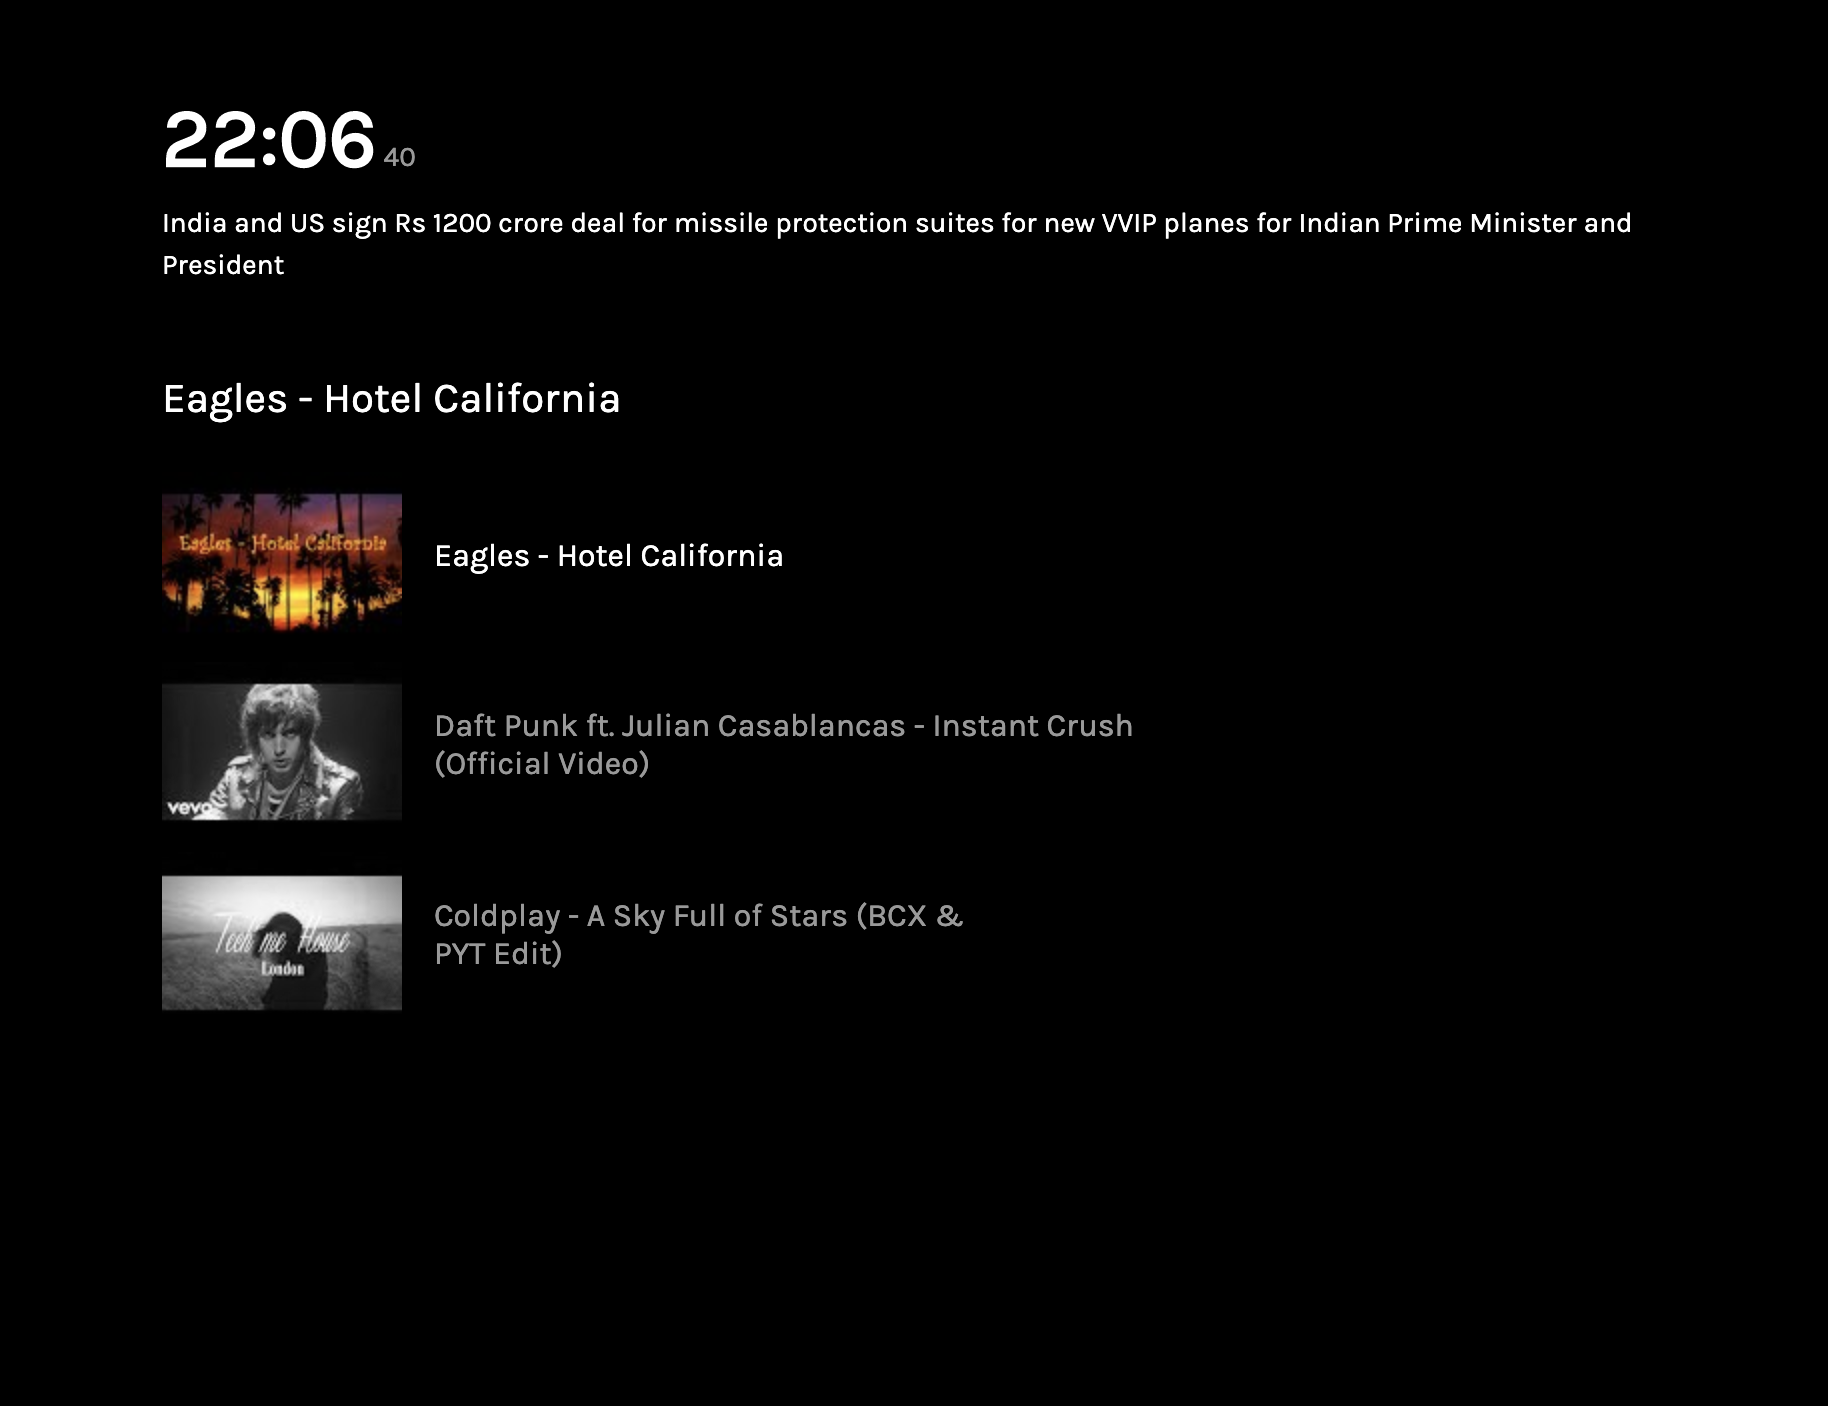 22:06 40
India and US sign Rs 1200 crore deal for missile protection suites for new VVIP planes for Indian Prime Minister and
President
Eagles - Hotel California
Eagles - Hotel California
Eagles - Hotel California
Daft Punk ft. Julian Casablancas - Instant Crush
(Official Video)
vevo
Coldplay - A Sky Full of Stars (BCX &
PYT Edit)
Teeh me House
London